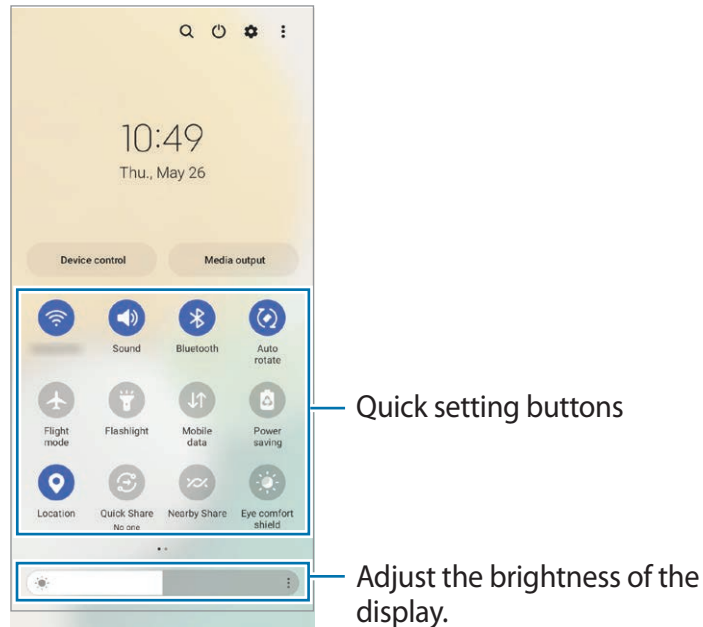 10:49
Thu., May 26
Device control Media output
Sound Bluetooth Auto
rotate
Quick setting buttons
Flight
mode Flashlight Mobile
data Power
saving
Location Quick Share
No one Nearby Share Eye comfort
shield
Adjust the brightness of the
display.